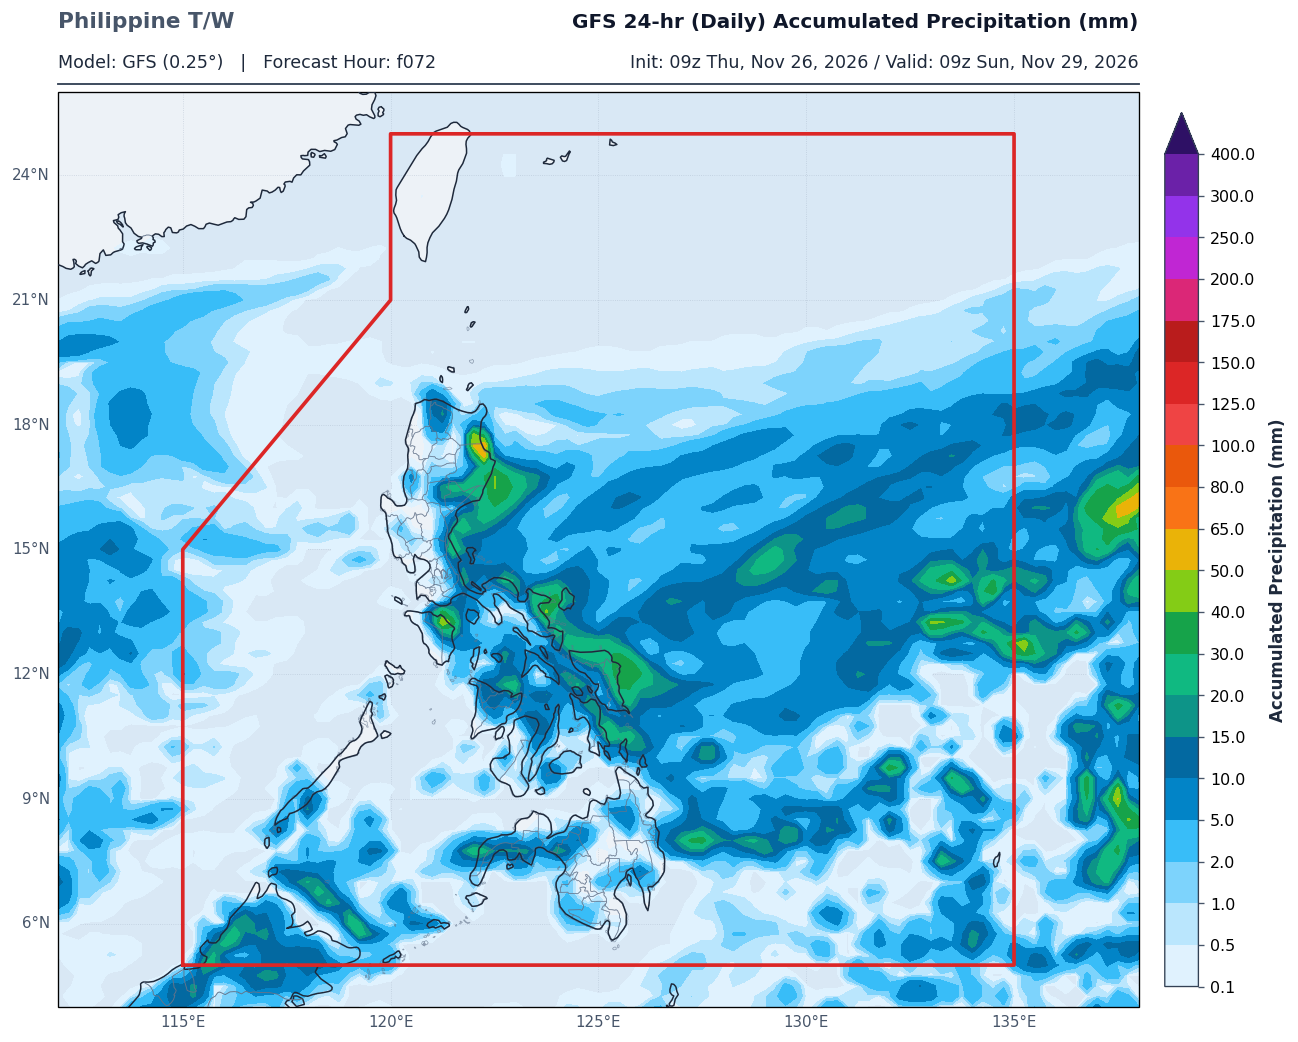 Philippine T/W
GFS 24-hr (Daily) Accumulated Precipitation (mm)
Model: GFS (0.25°) | Forecast Hour: f072
Init: 09z Thu, Nov 26, 2026 / Valid: 09z Sun, Nov 29, 2026
24°N
21°N
18°N
15°N
12°N
9°N
6°N
115°E
120°E
125°E
130°E
135°E
400.0
300.0
250.0
200.0
175.0
150.0
125.0
100.0
80.0
65.0
50.0
40.0
30.0
20.0
15.0
10.0
5.0
2.0
1.0
0.5
0.1
Accumulated Precipitation (mm)